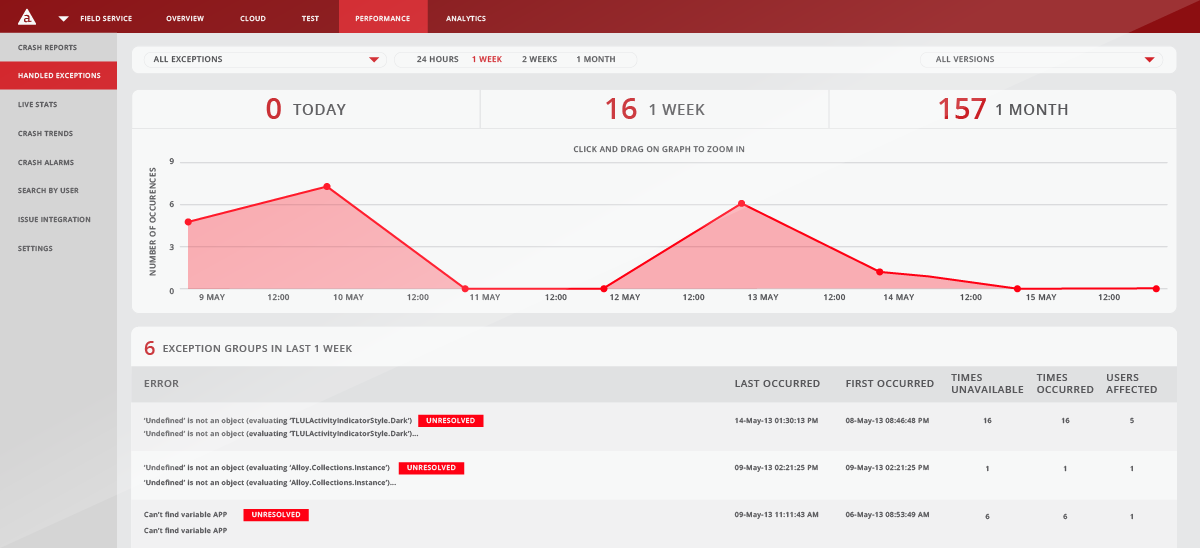 a FIELD SERVICE OVERVIEW CLOUD TEST PERFORMANCE ANALYTICS
CRASH REPORTS
HANDLED EXCEPTIONS
LIVE STATS
CRASH TRENDS
CRASH ALARMS
SEARCH BY USER
ISSUE INTEGRATION
SETTINGS
ALL EXCEPTIONS 24 HOURS 1 WEEK 2 WEEKS 1 MONTH ALL VERSIONS
0 TODAY 16 1 WEEK 157 1 MONTH
CLICK AND DRAG ON GRAPH TO ZOOM IN
NUMBER OF OCCURENCES
9
6
3
0
9 MAY 12:00 10 MAY 12:00 11 MAY 12:00 12 MAY 12:00 13 MAY 12:00 14 MAY 12:00 15 MAY 12:00
6 EXCEPTION GROUPS IN LAST 1 WEEK
ERROR LAST OCCURRED FIRST OCCURRED TIMES UNAVAILABLE TIMES OCCURRED USERS AFFECTED
'Undefined' is not an object (evaluating 'TLULActivityIndicatorStyle.Dark') UNRESOLVED 14-May-13 01:30:13 PM 08-May-13 08:46:48 PM 16 16 5
'Undefined' is not an object (evaluating 'TLULActivityIndicatorStyle.Dark')...
'Undefined' is not an object (evaluating 'Alloy.Collections.Instance') UNRESOLVED 09-May-13 02:21:25 PM 09-May-13 02:21:25 PM 1 1 1
'Undefined' is not an object (evaluating 'Alloy.Collections.Instance')...
Can't find variable APP UNRESOLVED 09-May-13 11:11:43 AM 06-May-13 08:53:49 AM 6 6 1
Can't find variable APP